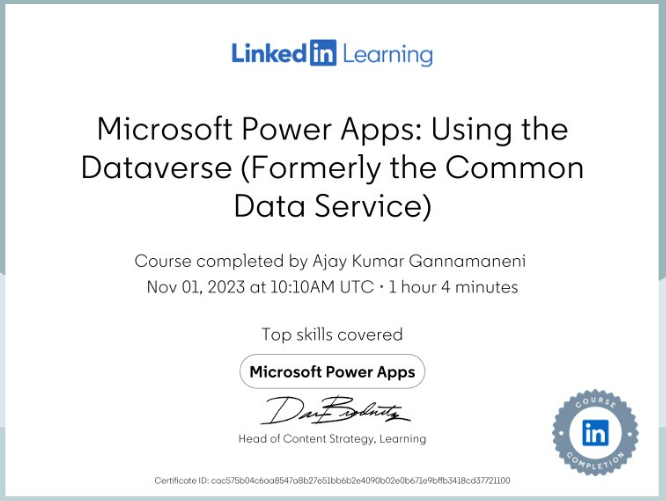 Linked in Learning
Microsoft Power Apps: Using the
Dataverse (Formerly the Common
Data Service)
Course completed by Ajay Kumar Gannamaneni
Nov 01, 2023 at 10:10AM UTC • 1 hour 4 minutes
Top skills covered
Microsoft Power Apps
Head of Content Strategy, Learning
COURSE
in
COMPLETION
Certificate ID: cac575b04c6aa8547a8b27e51bb6b2e4090b02e0b671e9bffb3418cd37721100